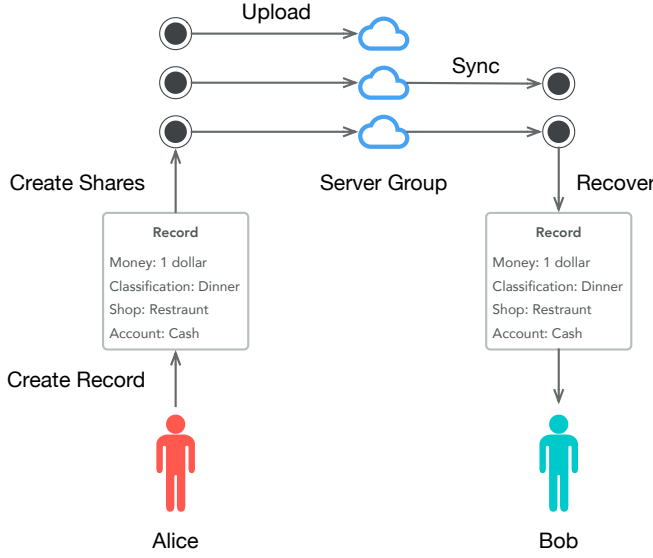 Upload
Sync
Create Shares
Server Group
Recover
Record
Money: 1 dollar
Classification: Dinner
Shop: Restraunt
Account: Cash
Record
Money: 1 dollar
Classification: Dinner
Shop: Restraunt
Account: Cash
Create Record
Alice
Bob